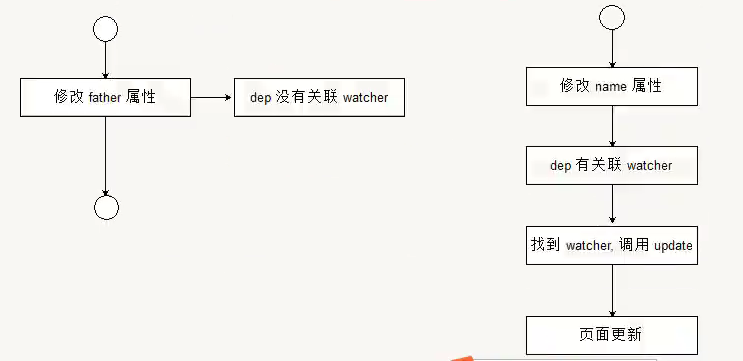 修改 father 属性
dep 没有关联 watcher
修改 name 属性
dep 有关联 watcher
找到 watcher, 调用 update
页面更新